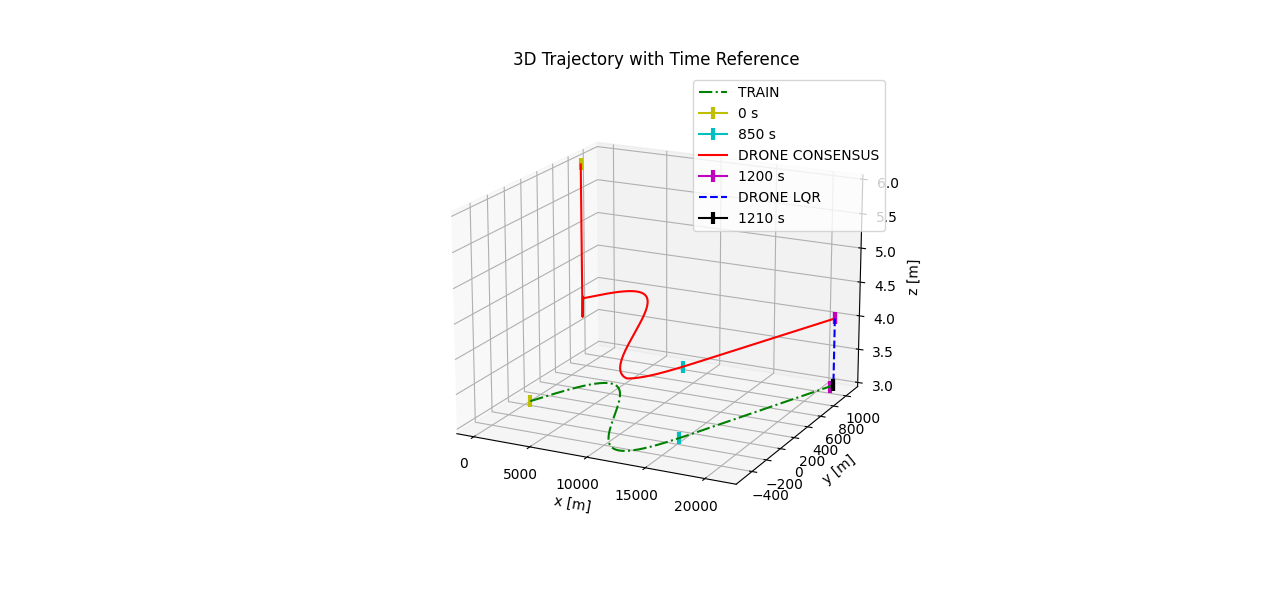 3D Trajectory with Time Reference
TRAIN
0 s
850 s
DRONE CONSENSUS
1200 s
DRONE LQR
1210 s
6.0
5.5
5.0
4.5
4.0
3.5
3.0
z [m]
1000
800
600
400
200
0
−200
−400
y [m]
0
5000
10000
15000
20000
x [m]